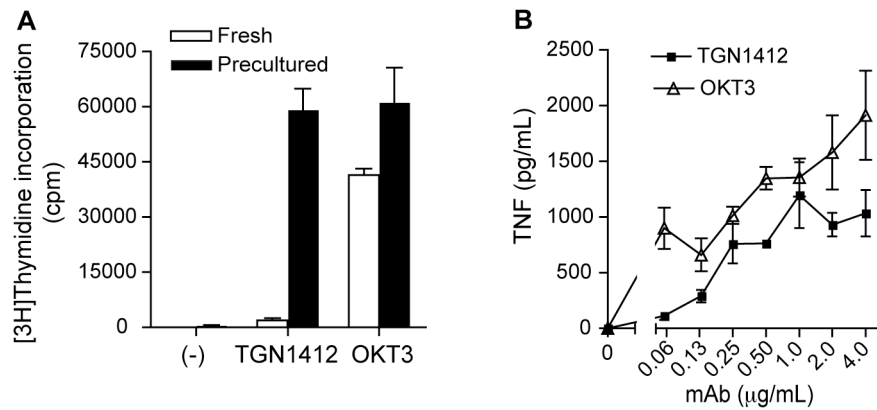 A
[3H]Thymidine incorporation
(cpm)
75000
60000
45000
30000
15000
0
Fresh
Precultured
(-) TGN1412 OKT3
B
TNF (pg/mL)
2500
2000
1500
1000
500
0
TGN1412
OKT3
0 0.06 0.13 0.25 0.50 1.0 2.0 4.0
mAb (μg/mL)